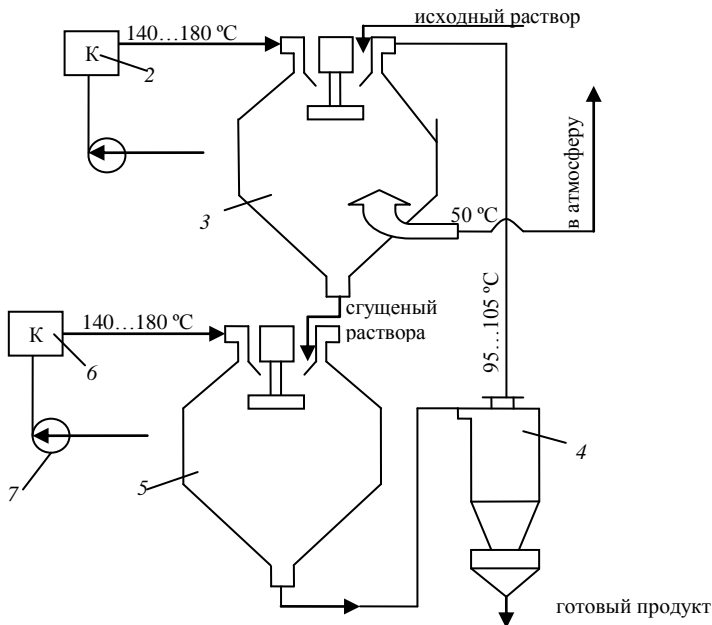 исходный раствор
140...180 ºС
К
2
в атмосферу
50 ºС
3
95...105 ºС
сгущеный
раствора
140...180 ºС
К
6
4
7
5
готовый продукт